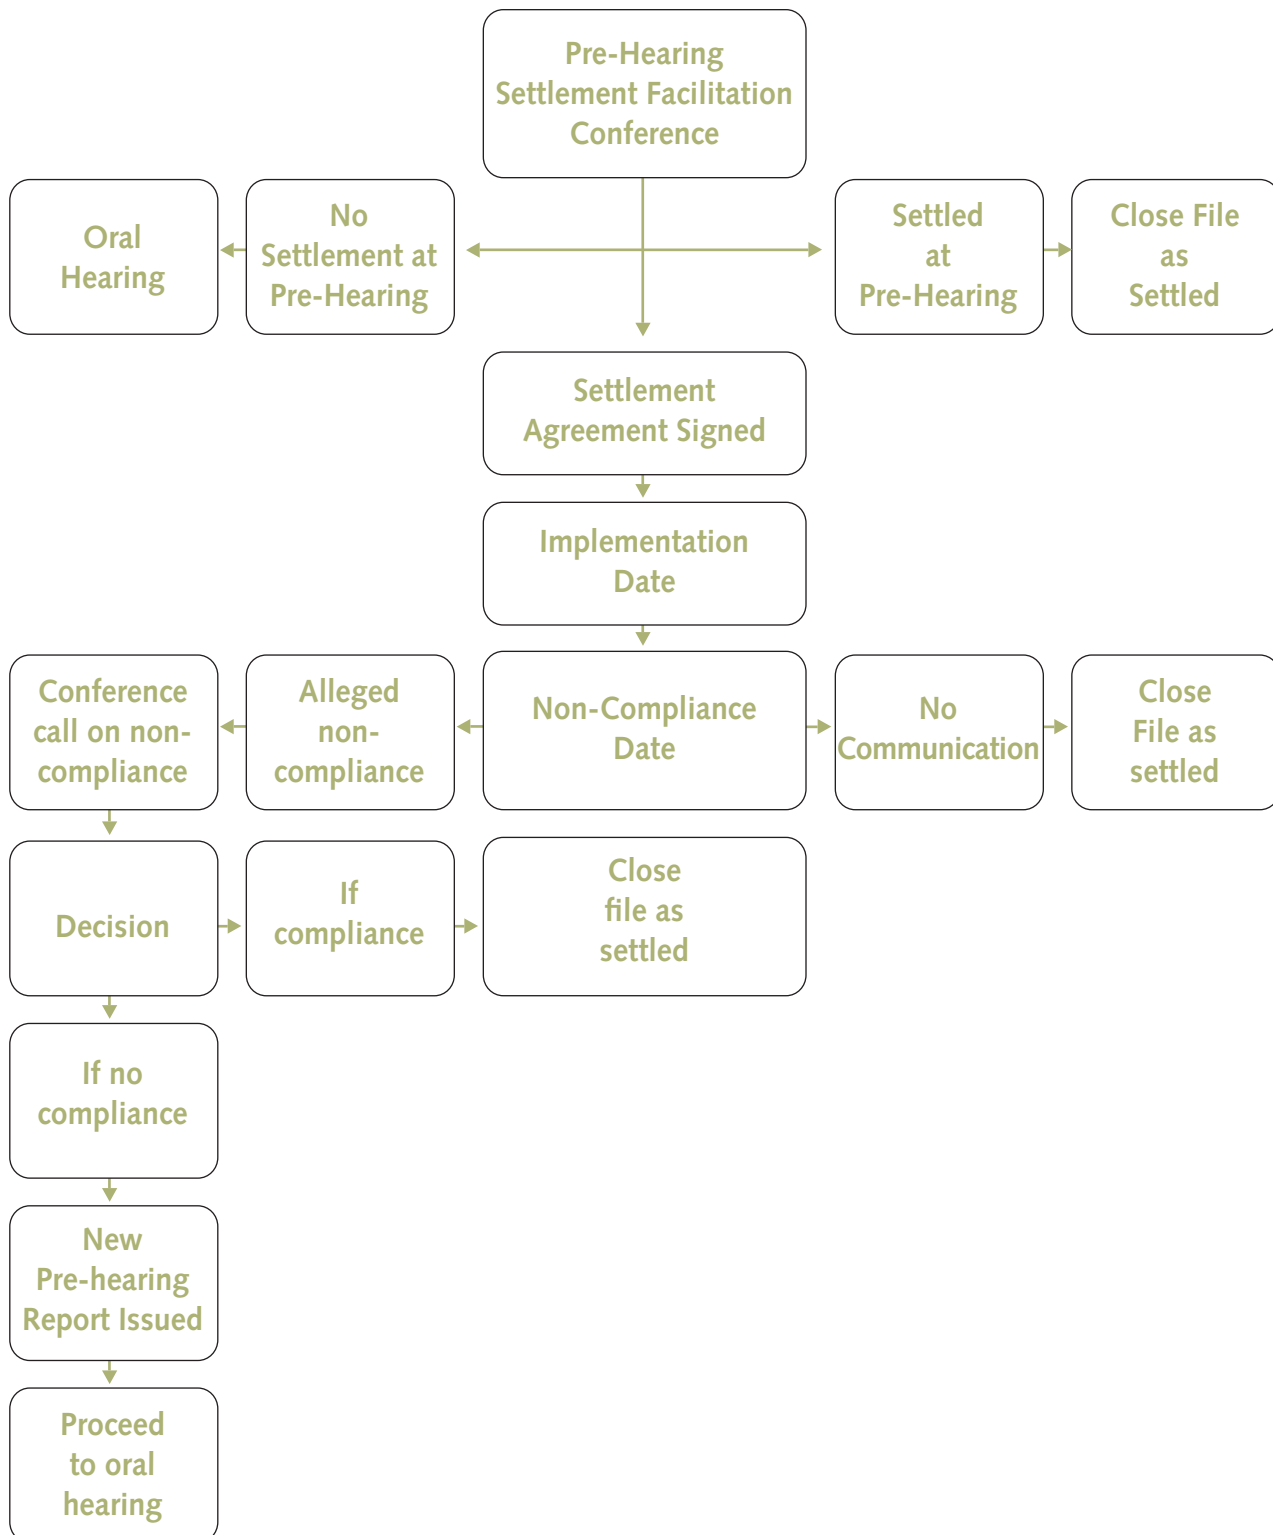 Pre-Hearing
Settlement Facilitation
Conference
Oral
Hearing
No
Settlement at
Pre-Hearing
Settled
at
Pre-Hearing
Close File
as
Settled
Settlement
Agreement Signed
Implementation
Date
Conference
call on non-
compliance
Alleged
non-
compliance
Non-Compliance
Date
No
Communication
Close
File as
settled
Decision
If
compliance
Close
file as
settled
If no
compliance
New
Pre-hearing
Report Issued
Proceed
to oral
hearing